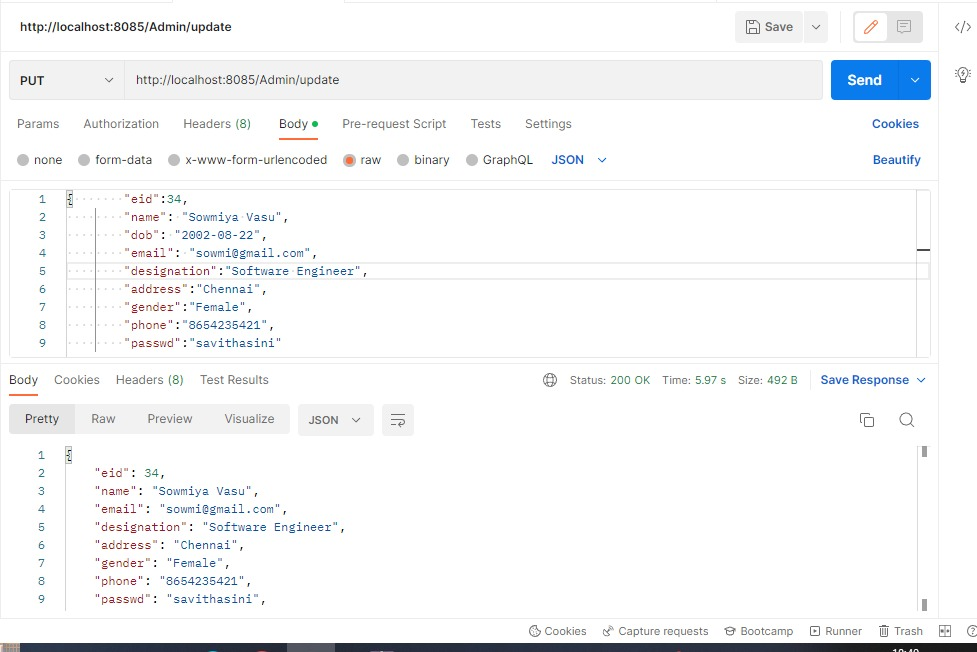 http://localhost:8085/Admin/update
Save
PUT
http://localhost:8085/Admin/update
Send
Params Authorization Headers (8) Body Pre-request Script Tests Settings Cookies
none form-data x-www-form-urlencoded raw binary GraphQL JSON Beautify
1 { "eid":34,
2 "name": "Sowmiya Vasu",
3 "dob": "2002-08-22",
4 "email": "sowmi@gmail.com",
5 "designation":"Software Engineer",
6 "address":"Chennai",
7 "gender":"Female",
8 "phone":"8654235421",
9 "passwd":"savithasini"
Body Cookies Headers (8) Test Results Status: 200 OK Time: 5.97 s Size: 492 B Save Response
Pretty Raw Preview Visualize JSON
1 {
2 "eid": 34,
3 "name": "Sowmiya Vasu",
4 "email": "sowmi@gmail.com",
5 "designation": "Software Engineer",
6 "address": "Chennai",
7 "gender": "Female",
8 "phone": "8654235421",
9 "passwd": "savithasini",
Cookies Capture requests Bootcamp Runner Trash